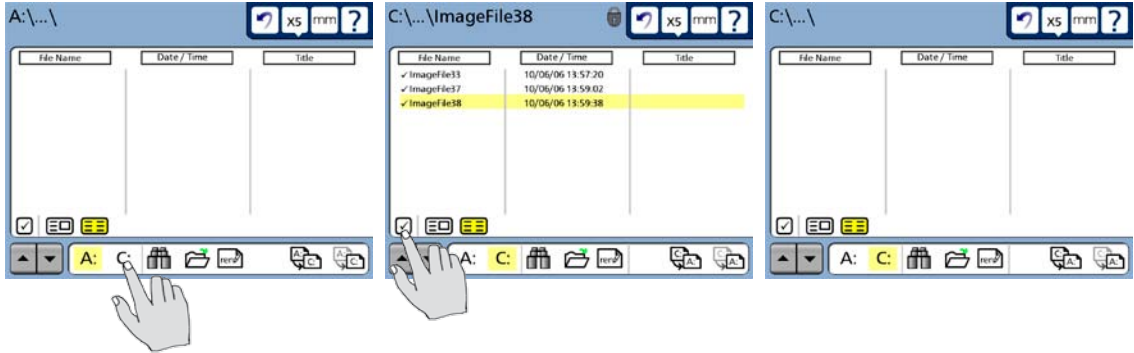 A:\...\
x5 mm ?
File Name Date / Time Title
A: C: ren A: C: A: C:
C:\...\ImageFile38
x5 mm ?
File Name Date / Time Title
✓ ImageFile33 10/06/06 13:57:20
✓ ImageFile37 10/06/06 13:59:02
✓ ImageFile38 10/06/06 13:59:38
A: C: ren C: A: C: A:
C:\...\
x5 mm ?
File Name Date / Time Title
A: C: ren C: A: C: A: